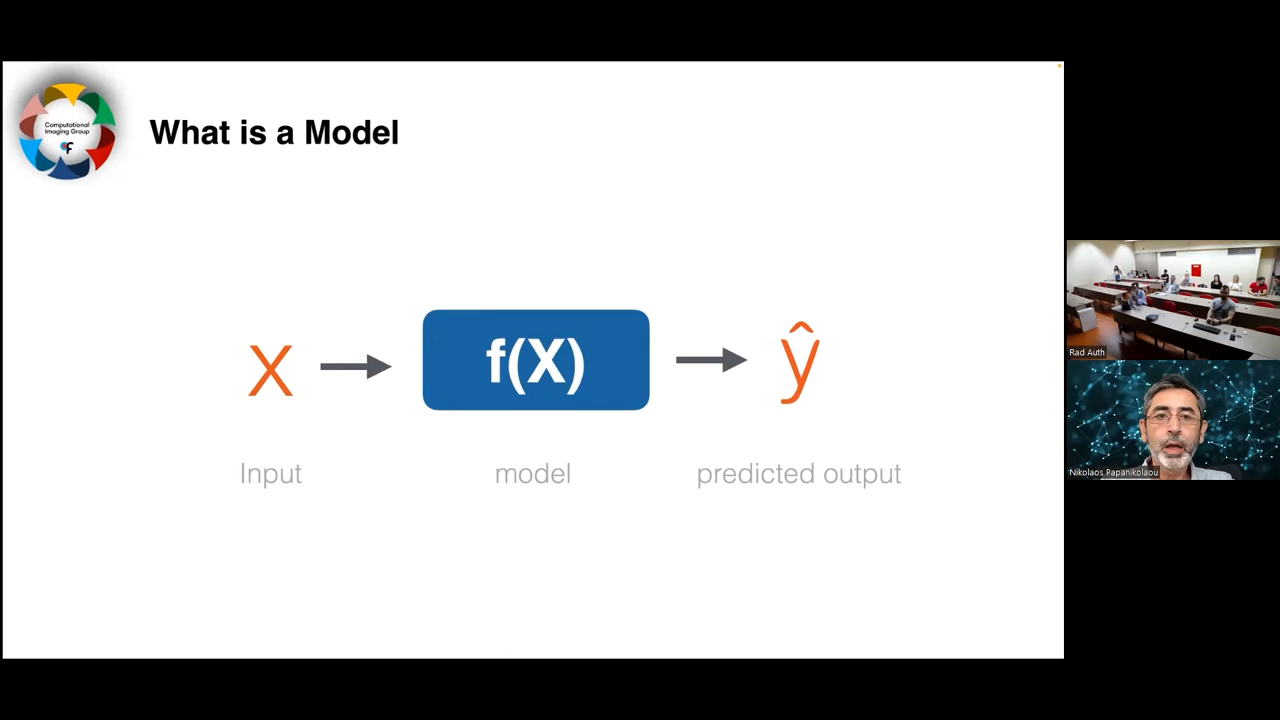 Computational
Imaging Group
What is a Model
X
f(X)
ŷ
Input
model
predicted output
Rad Auth
Nikolaos Papanikolaou